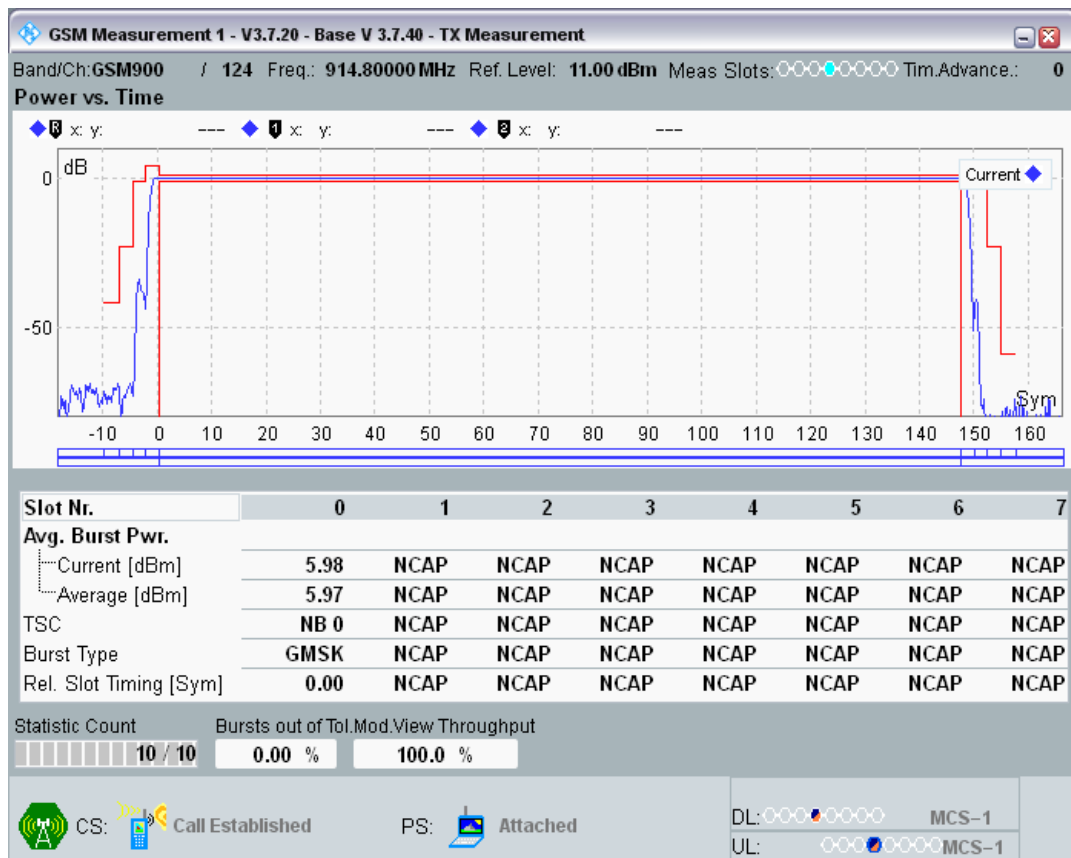 GSM Measurement 1 - V3.7.20 - Base V 3.7.40 - TX Measurement
Band/Ch:GSM900 / 124 Freq.: 914.80000 MHz Ref. Level: 11.00 dBm Meas Slots: Tim.Advance.: 0
Power vs. Time
R x: y: --- 1 x: y: --- 2 x: y: ---
dB
Current
0
-50
Sym
-10 0 10 20 30 40 50 60 70 80 90 100 110 120 130 140 150 160
Slot Nr. 0 1 2 3 4 5 6 7
Avg. Burst Pwr.
Current [dBm] 5.98 NCAP NCAP NCAP NCAP NCAP NCAP NCAP
Average [dBm] 5.97 NCAP NCAP NCAP NCAP NCAP NCAP NCAP
TSC NB 0 NCAP NCAP NCAP NCAP NCAP NCAP NCAP
Burst Type GMSK NCAP NCAP NCAP NCAP NCAP NCAP NCAP
Rel. Slot Timing [Sym] 0.00 NCAP NCAP NCAP NCAP NCAP NCAP NCAP
Statistic Count Bursts out of Tol.Mod.View Throughput
10 / 10 0.00 % 100.0 %
CS: Call Established PS: Attached
DL: MCS-1
UL: MCS-1